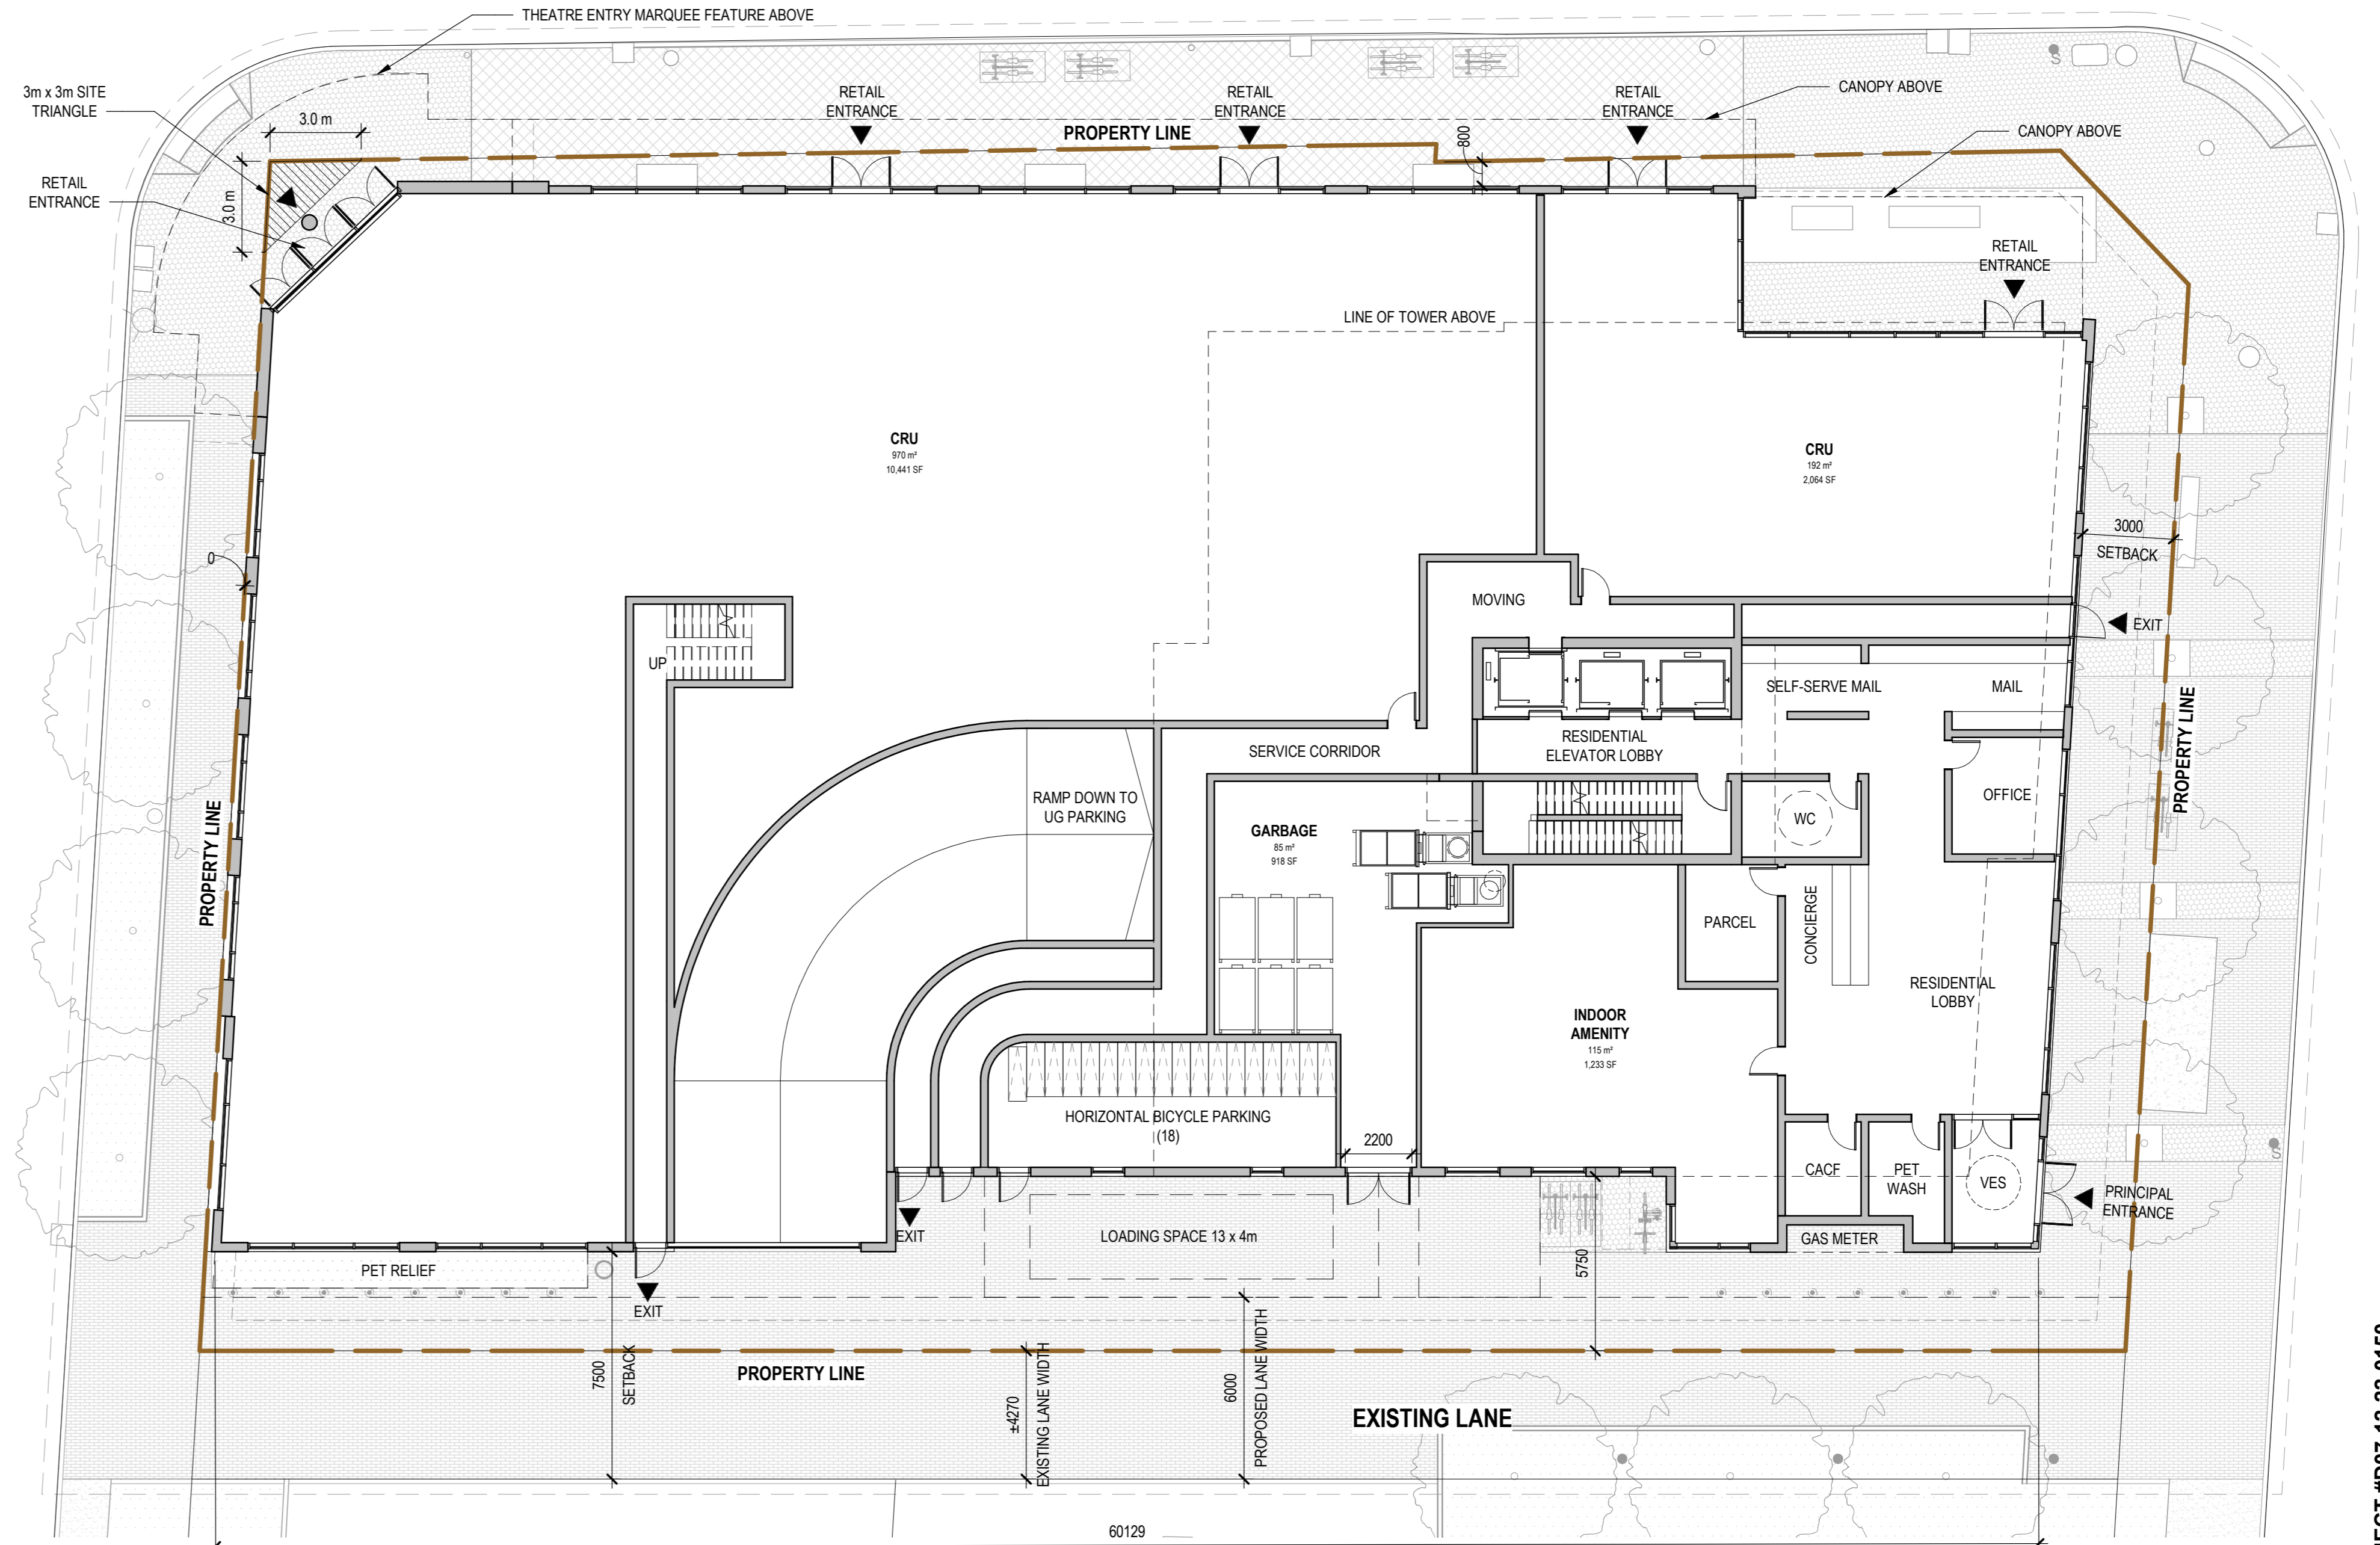 THEATRE ENTRY MARQUEE FEATURE ABOVE
3m x 3m SITE
TRIANGLE
3.0 m
3.0 m
RETAIL
ENTRANCE
RETAIL
ENTRANCE
RETAIL
ENTRANCE
RETAIL
ENTRANCE
PROPERTY LINE
800
CANOPY ABOVE
CANOPY ABOVE
S
RETAIL
ENTRANCE
LINE OF TOWER ABOVE
CRU
970 m²
10,441 SF
CRU
192 m²
2,064 SF
3000
SETBACK
0
MOVING
EXIT
UP
SELF-SERVE MAIL
MAIL
PROPERTY LINE
SERVICE CORRIDOR
RESIDENTIAL
ELEVATOR LOBBY
OFFICE
RAMP DOWN TO
UG PARKING
PROPERTY LINE
GARBAGE
85 m²
918 SF
WC
PARCEL
CONCIERGE
RESIDENTIAL
LOBBY
INDOOR
AMENITY
115 m²
1,233 SF
HORIZONTAL BICYCLE PARKING
(18)
2200
CACF
PET
WASH
VES
PRINCIPAL
ENTRANCE
S
EXIT
LOADING SPACE 13 x 4m
GAS METER
5750
PET RELIEF
EXIT
7500
SETBACK
PROPERTY LINE
±4270
EXISTING LANE WIDTH
6000
PROPOSED LANE WIDTH
EXISTING LANE
60129